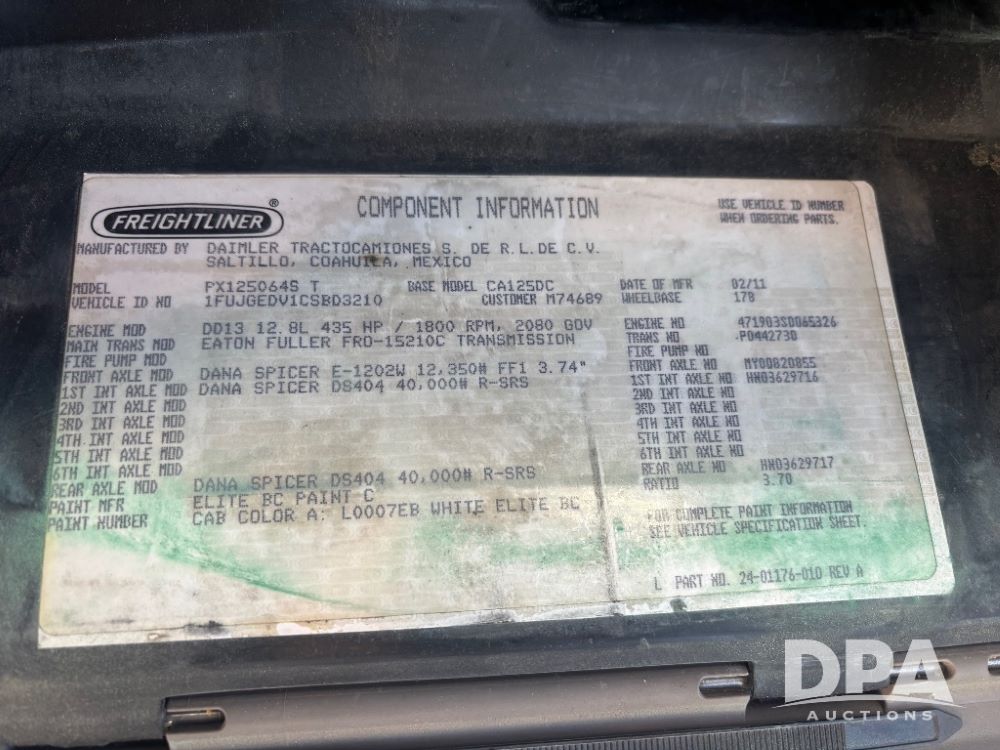 FREIGHTLINER®
COMPONENT INFORMATION
USE VEHICLE ID NUMBER
WHEN ORDERING PARTS.
MANUFACTURED BY DAIMLER TRACTOCAMIONES S. DE R.L.DE C.V.
SALTILLO, COAHUILA, MEXICO
MODEL PX125064S T BASE MODEL CA125DC DATE OF MFR 02/11
VEHICLE ID NO 1FUJGEDV1CSBD3210 CUSTOMER M74689 WHEELBASE 178
ENGINE MOD DD13 12.8L 435 HP / 1800 RPM, 2080 GOV ENGINE NO 471903S0065326
MAIN TRANS MOD EATON FULLER FRO-15210C TRANSMISSION TRANS NO P0442730
FIRE PUMP MOD FIRE PUMP NO
FRONT AXLE MOD DANA SPICER E-1202W 12,350# FF1 3.74" FRONT AXLE NO MY00820855
1ST INT AXLE MOD DANA SPICER DS404 40,000# R-SRS 1ST INT AXLE NO HN03629716
2ND INT AXLE MOD 2ND INT AXLE NO
3RD INT AXLE MOD 3RD INT AXLE NO
4TH INT AXLE MOD 4TH INT AXLE NO
5TH INT AXLE MOD 5TH INT AXLE NO
6TH INT AXLE MOD 6TH INT AXLE NO
REAR AXLE MOD DANA SPICER DS404 40,000# R-SRS REAR AXLE NO HN03629717
PAINT MFR ELITE BC PAINT C RATIO 3.70
PAINT NUMBER CAB COLOR A: L0007EB WHITE ELITE BC
FOR COMPLETE PAINT INFORMATION
SEE VEHICLE SPECIFICATION SHEET.
L PART NO. 24-01176-010 REV A
DPA
AUCTIONS